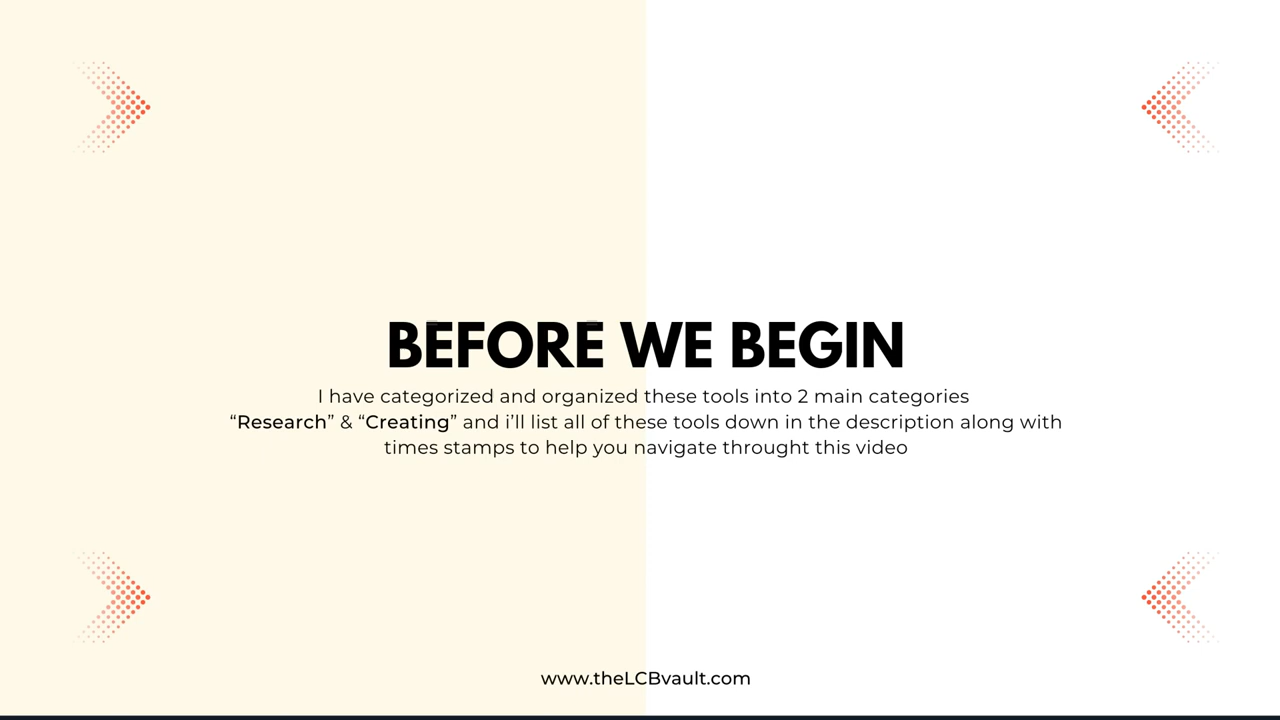 BEFORE WE BEGIN
I have categorized and organized these tools into 2 main categories
“Research” & “Creating” and i’ll list all of these tools down in the description along with
times stamps to help you navigate throught this video
www.theLCBvault.com